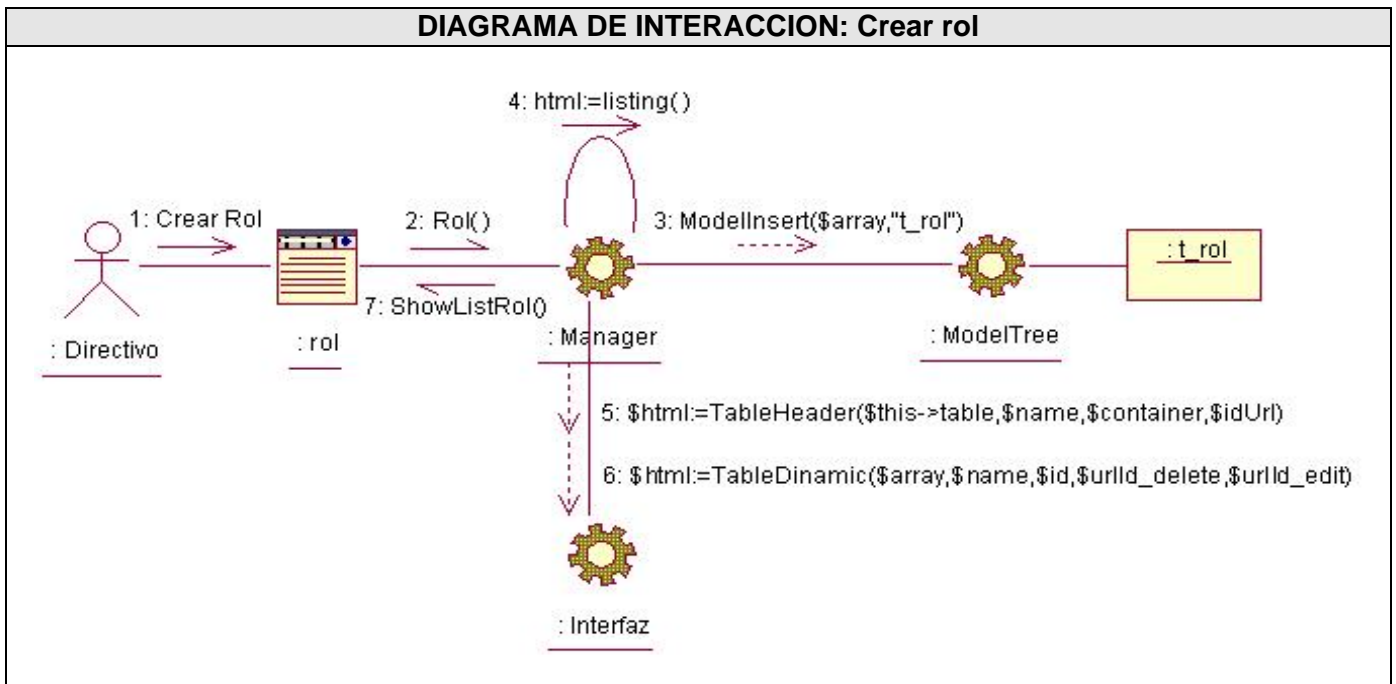 DIAGRAMA DE INTERACCION: Crear rol
4: html:=listing( )
1: Crear Rol
2: Rol( )
3: ModelInsert($array,"t_rol")
: t_rol
7: ShowListRol()
: Directivo
: rol
: Manager
: ModelTree
5: $html:=TableHeader($this->table,$name,$container,$idUrl)
6: $html:=TableDinamic($array,$name,$id,$urlId_delete,$urlId_edit)
: Interfaz